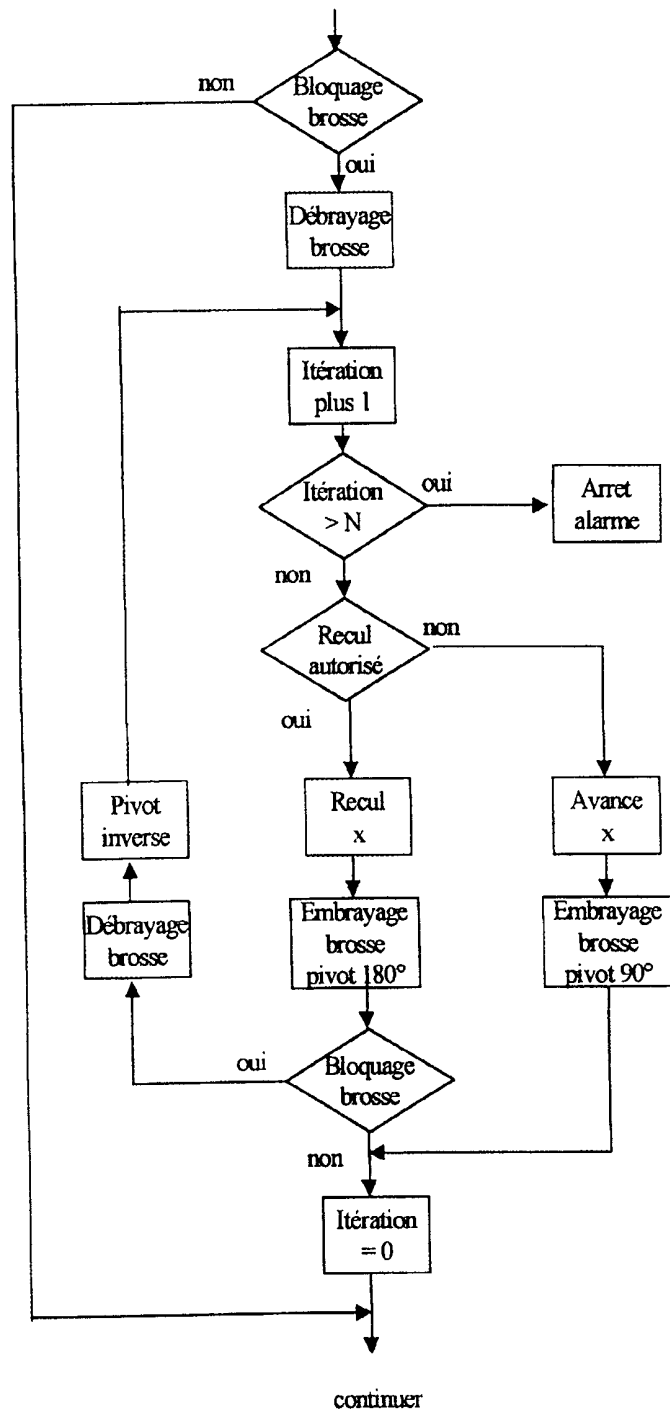 non
Bloquage
brosse
oui
Débrayage
brosse
Itération
plus 1
Itération
> N
oui
Arret
alarme
non
Recul
autorisé
non
oui
Pivot
inverse
Recul
x
Avance
x
Débrayage
brosse
Embrayage
brosse
pivot 180°
Embrayage
brosse
pivot 90°
oui
Bloquage
brosse
non
Itération
= 0
continuer